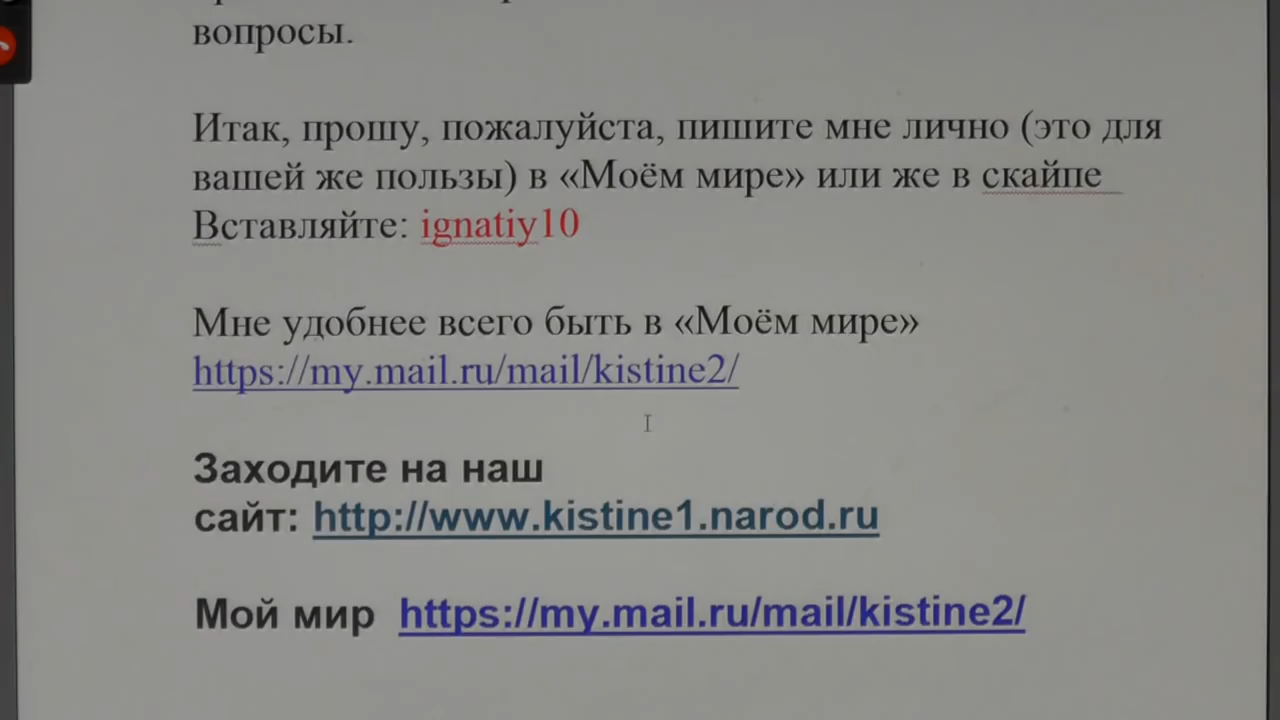 вопросы.
Итак, прошу, пожалуйста, пишите мне лично (это для
вашей же пользы) в «Моём мире» или же в скайпе
Вставляйте: ignatiy10
Мне удобнее всего быть в «Моём мире»
https://my.mail.ru/mail/kistine2/
Заходите на наш
сайт: http://www.kistine1.narod.ru
Мой мир https://my.mail.ru/mail/kistine2/